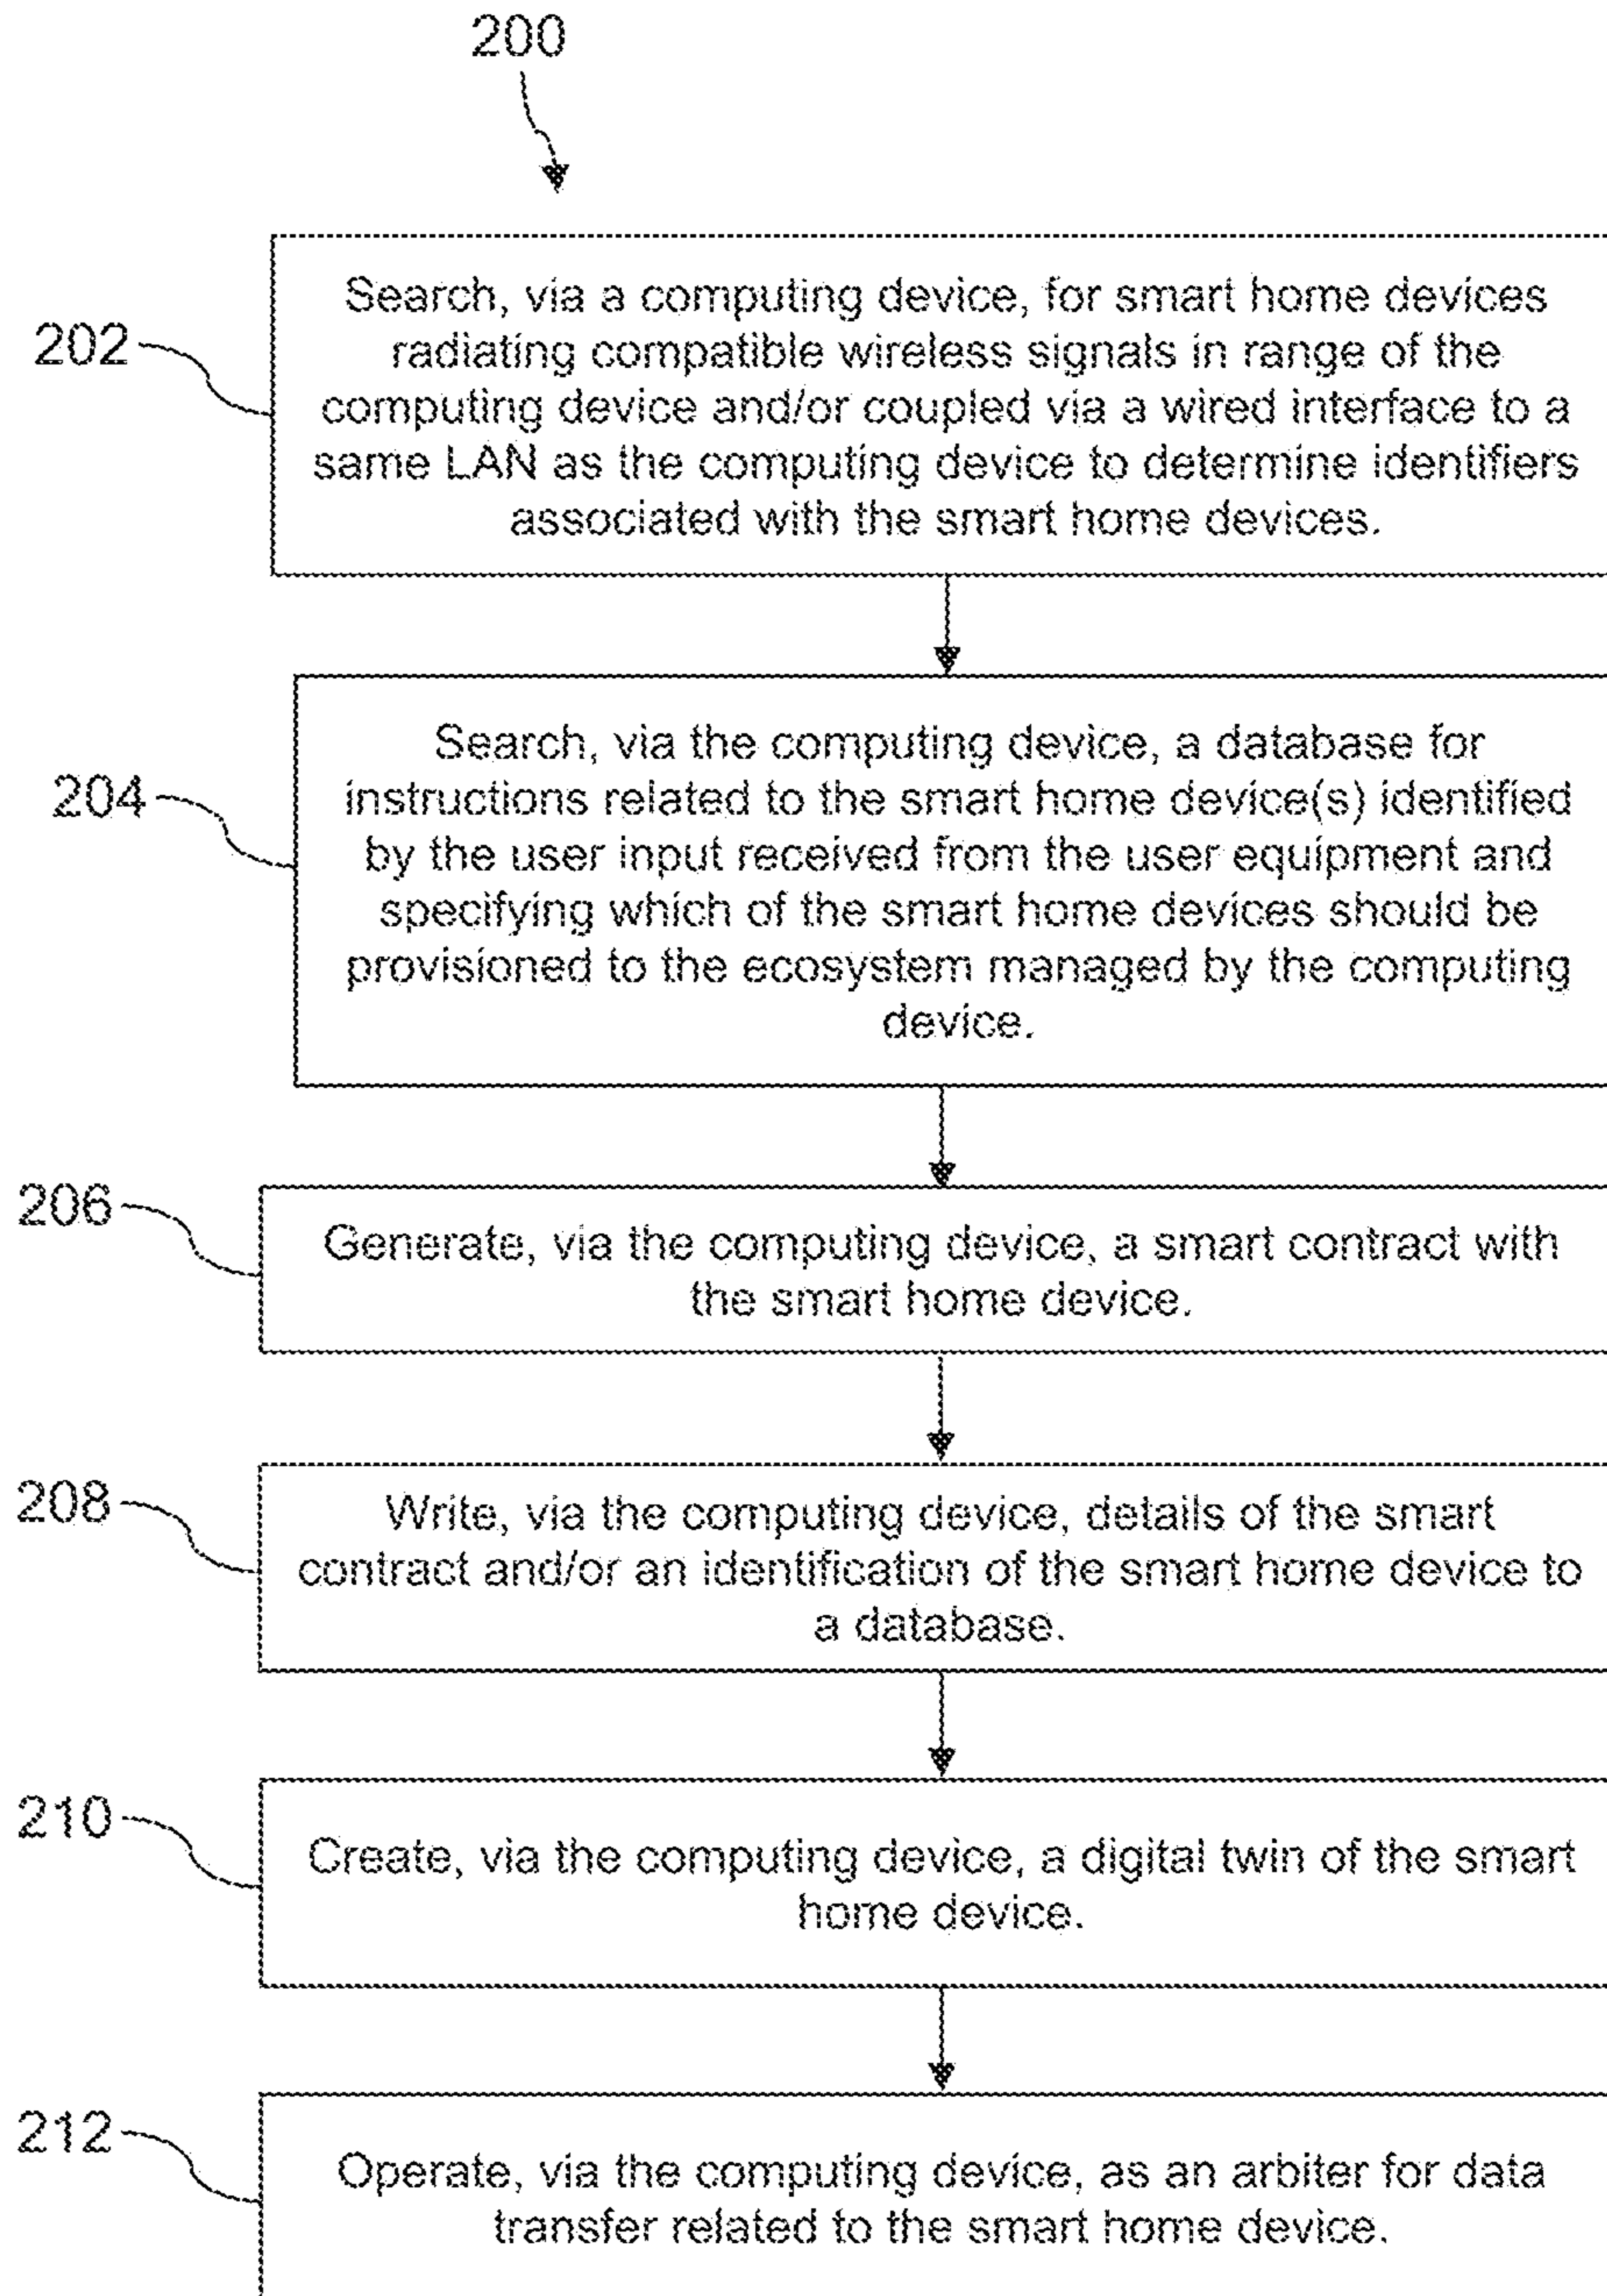 200
202
Search, via a computing device, for smart home devices
radiating compatible wireless signals in range of the
computing device and/or coupled via a wired interface to a
same LAN as the computing device to determine identifiers
associated with the smart home devices.
204
Search, via the computing device, a database for
instructions related to the smart home device(s) identified
by the user input received from the user equipment and
specifying which of the smart home devices should be
provisioned to the ecosystem managed by the computing
device.
206
Generate, via the computing device, a smart contract with
the smart home device.
208
Write, via the computing device, details of the smart
contract and/or an identification of the smart home device to
a database.
210
Create, via the computing device, a digital twin of the smart
home device.
212
Operate, via the computing device, as an arbiter for data
transfer related to the smart home device.